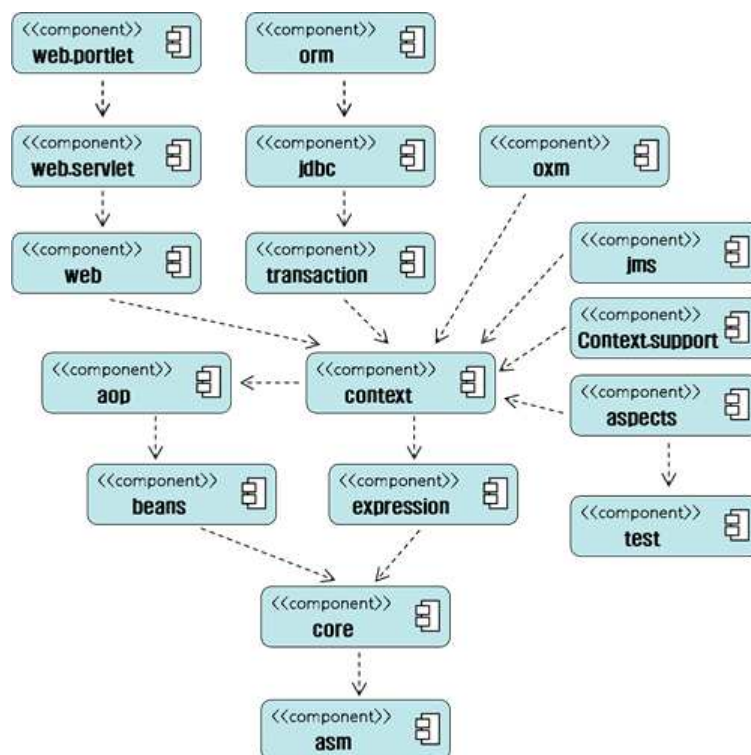 <<component>>
web.portlet
<<component>>
orm
<<component>>
web.servlet
<<component>>
jdbc
<<component>>
oxm
<<component>>
web
<<component>>
transaction
<<component>>
jms
<<component>>
Context.support
<<component>>
aop
<<component>>
context
<<component>>
aspects
<<component>>
beans
<<component>>
expression
<<component>>
test
<<component>>
core
<<component>>
asm